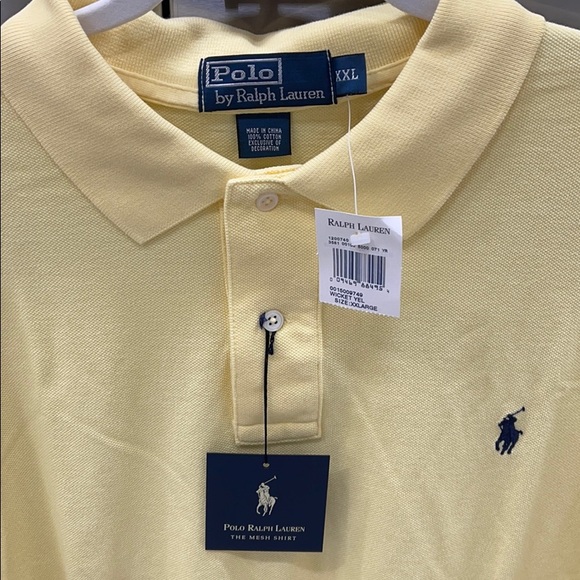 Polo
by Ralph Lauren
XXL
MADE IN CHINA
100% COTTON
EXCLUSIVE OF
DECORATION
RALPH LAUREN
0016009749
WICKET YEL
SIZE:XXLARGE
POLO RALPH LAUREN
THE MESH SHIRT